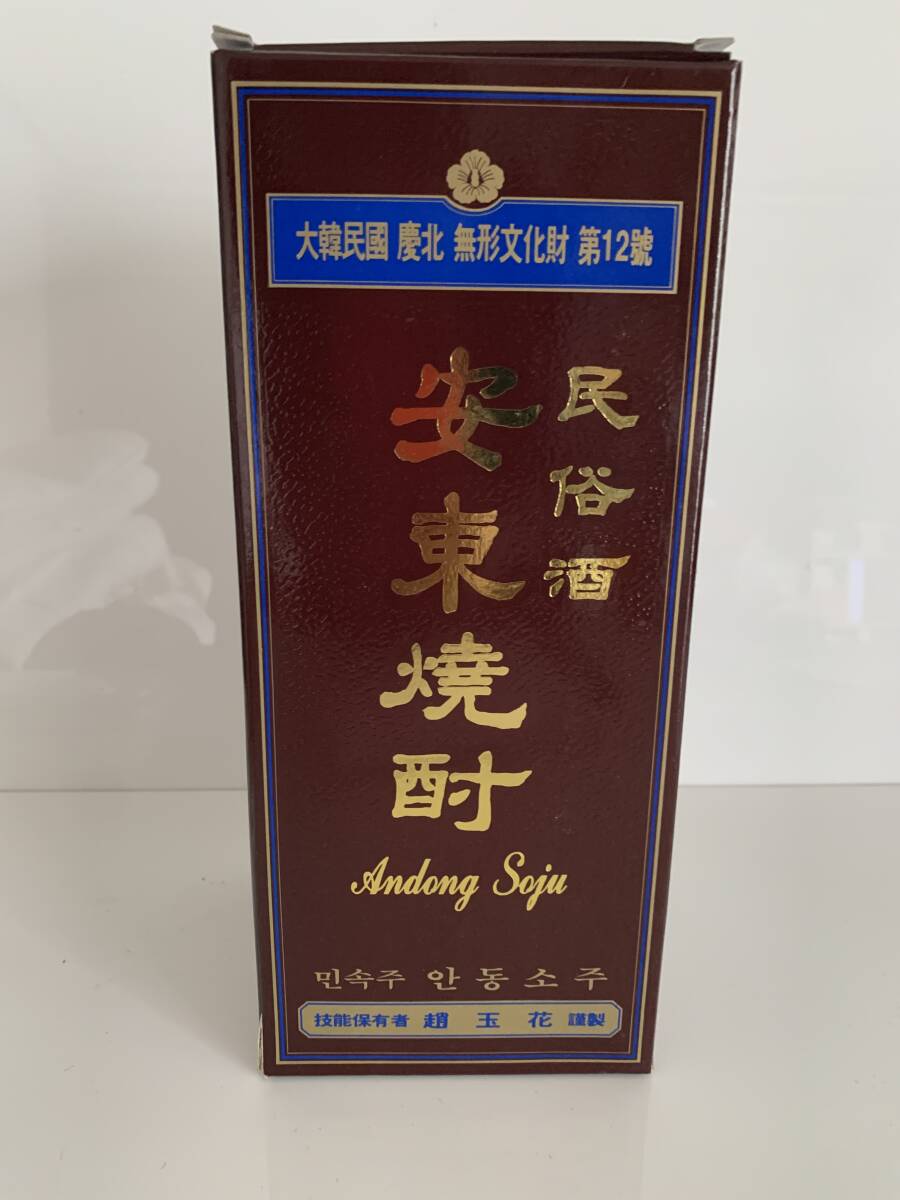 大韓民國 慶北 無形文化財 第12號
民俗酒
安東燒酎
Andong Soju
민속주 안동소주
技能保有者 趙玉花 謹製